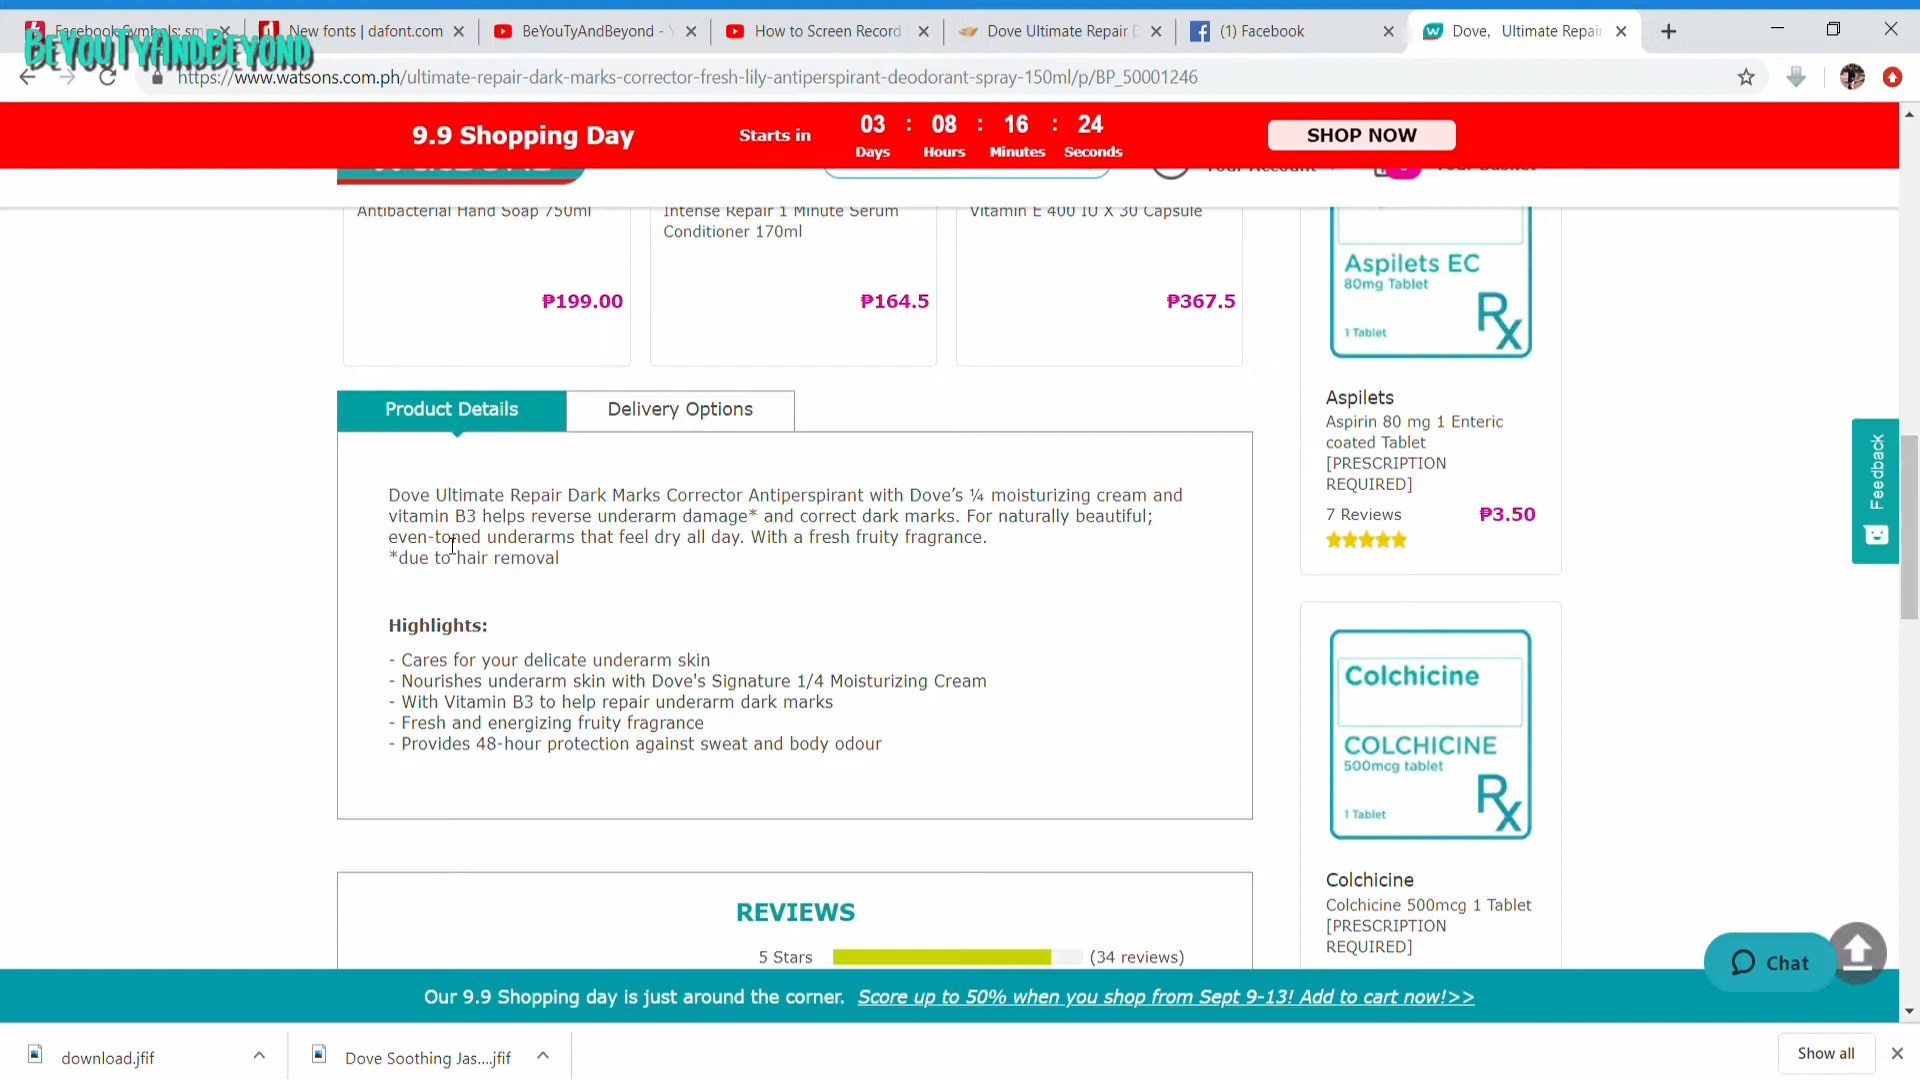 Facebook Symbols: sm
New fonts | dafont.com
BeYouTyAndBeyond - Y
How to Screen Record
Dove Ultimate Repair D
(1) Facebook
Dove, Ultimate Repair
BeYouTyAndBeyond
https://www.watsons.com.ph/ultimate-repair-dark-marks-corrector-fresh-lily-antiperspirant-deodorant-spray-150ml/p/BP_50001246
9.9 Shopping Day
Starts in
03 : 08 : 16 : 24
Days Hours Minutes Seconds
SHOP NOW
Your Account
Your Basket
Antibacterial Hand Soap 750ml
₱199.00
Intense Repair 1 Minute Serum
Conditioner 170ml
₱164.5
Vitamin E 400 IU X 30 Capsule
₱367.5
Aspilets EC
80mg Tablet
1 Tablet
Rx
Aspilets
Aspirin 80 mg 1 Enteric
coated Tablet
[PRESCRIPTION
REQUIRED]
7 Reviews
₱3.50
Product Details
Delivery Options
Dove Ultimate Repair Dark Marks Corrector Antiperspirant with Dove’s ¼ moisturizing cream and
vitamin B3 helps reverse underarm damage* and correct dark marks. For naturally beautiful;
even-toned underarms that feel dry all day. With a fresh fruity fragrance.
*due to hair removal
Highlights:
- Cares for your delicate underarm skin
- Nourishes underarm skin with Dove's Signature 1/4 Moisturizing Cream
- With Vitamin B3 to help repair underarm dark marks
- Fresh and energizing fruity fragrance
- Provides 48-hour protection against sweat and body odour
Feedback
Colchicine
COLCHICINE
500mcg tablet
1 Tablet
Rx
Colchicine
Colchicine 500mcg 1 Tablet
[PRESCRIPTION
REQUIRED]
REVIEWS
5 Stars
(34 reviews)
Chat
Our 9.9 Shopping day is just around the corner. Score up to 50% when you shop from Sept 9-13! Add to cart now!>>
download.jfif
Dove Soothing Jas....jfif
Show all